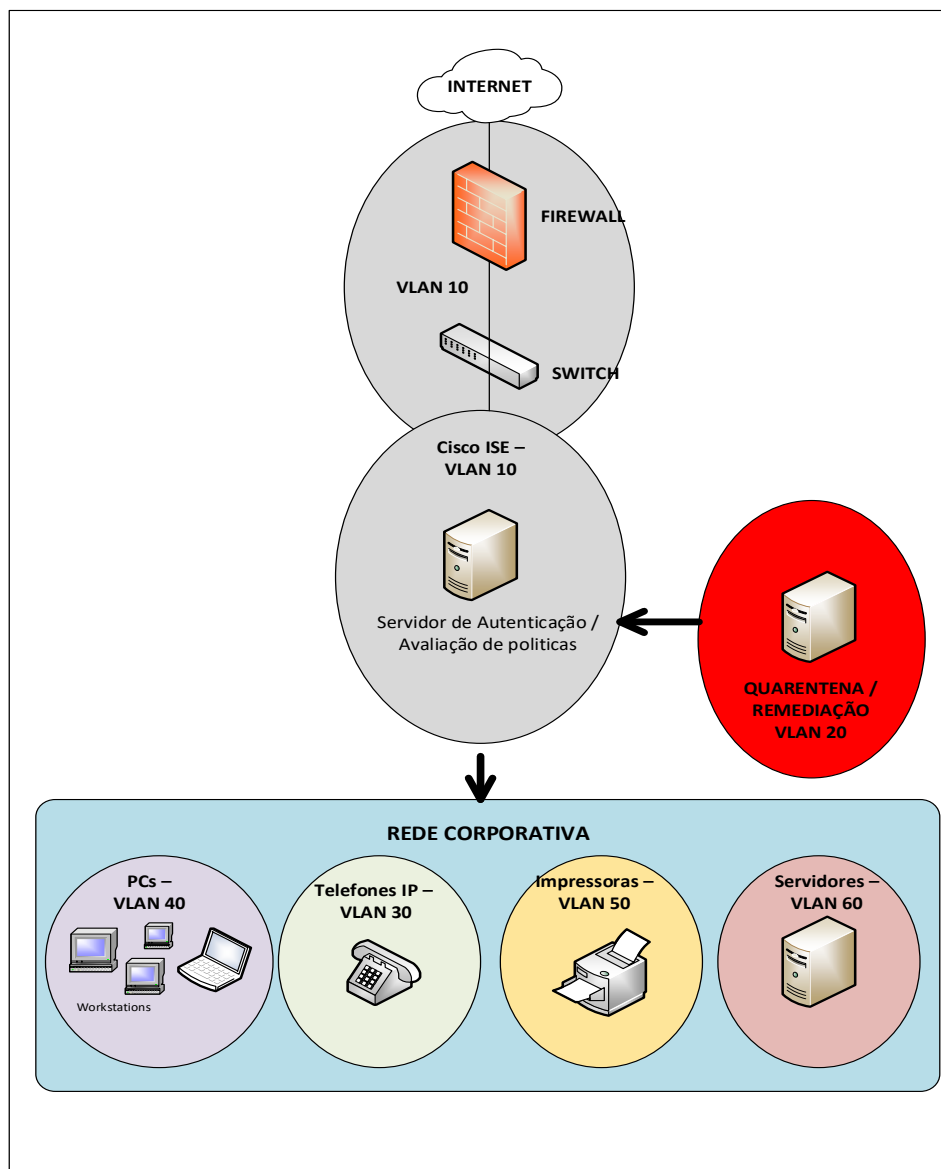 INTERNET
FIREWALL
VLAN 10
SWITCH
Cisco ISE –
VLAN 10
Servidor de Autenticação /
Avaliação de politicas
QUARENTENA /
REMEDIAÇÃO
VLAN 20
REDE CORPORATIVA
PCs –
VLAN 40
Workstations
Telefones IP –
VLAN 30
Impressoras –
VLAN 50
Servidores –
VLAN 60